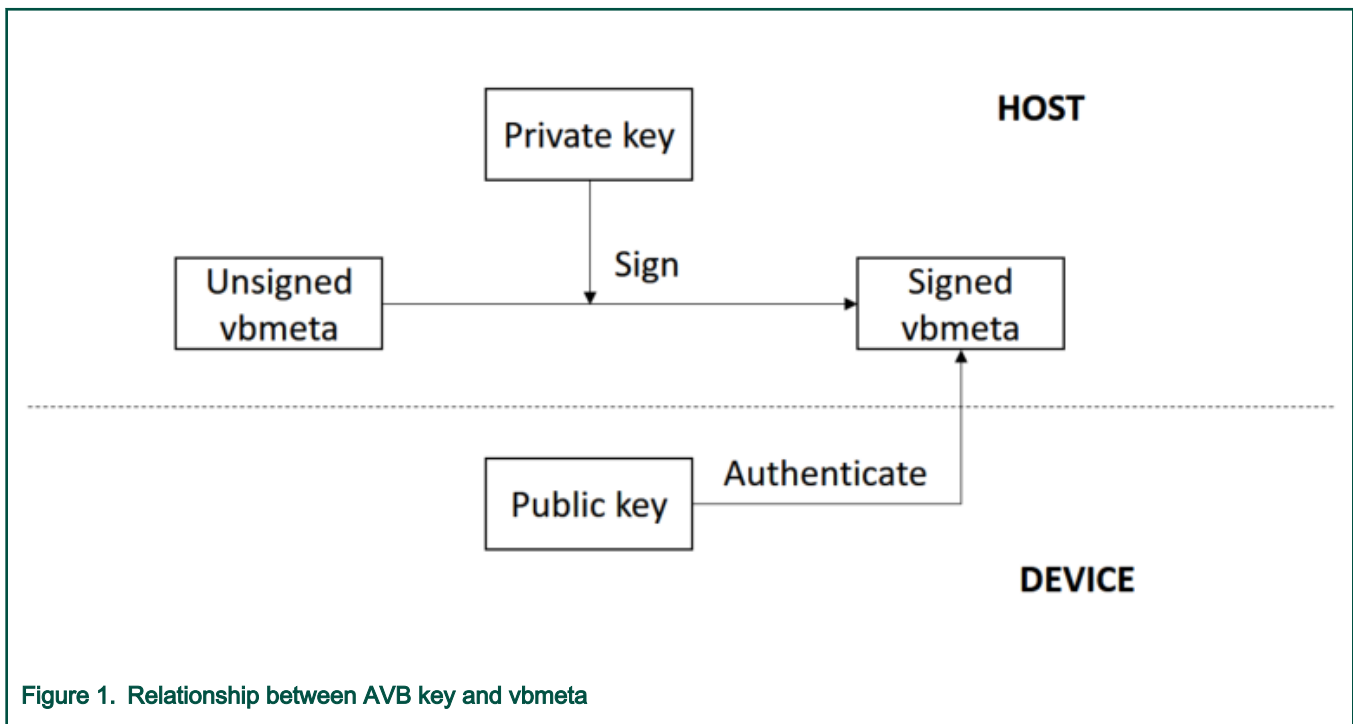 HOST
Private key
Sign
Unsigned
vbmeta
Signed
vbmeta
Public key
Authenticate
DEVICE
Figure 1. Relationship between AVB key and vbmeta